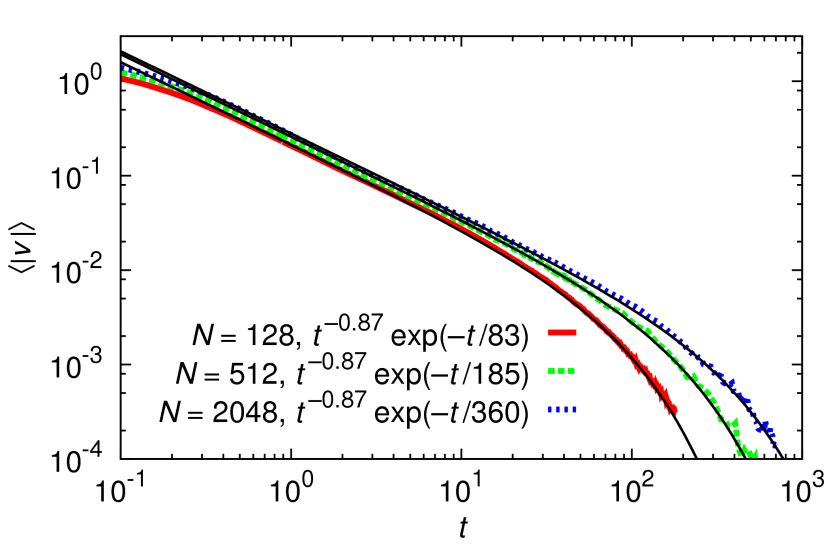 10^0
10^-1
10^-2
10^-3
10^-4
⟨|v|⟩
N = 128, t^−0.87 exp(−t/83)
N = 512, t^−0.87 exp(−t/185)
N = 2048, t^−0.87 exp(−t/360)
10^-1 10^0 10^1 10^2 10^3
t